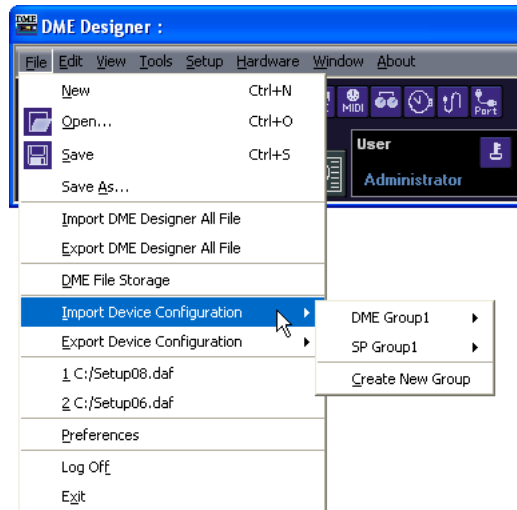 DME DME Designer :
File Edit View Tools Setup Hardware Window About
New Ctrl+N
MIDI
Port
Open... Ctrl+O
Save Ctrl+S
User
Save As...
Administrator
Import DME Designer All File
Export DME Designer All File
DME File Storage
Import Device Configuration
DME Group1
Export Device Configuration
SP Group1
1 C:/Setup08.daf
Create New Group
2 C:/Setup06.daf
Preferences
Log Off
Exit